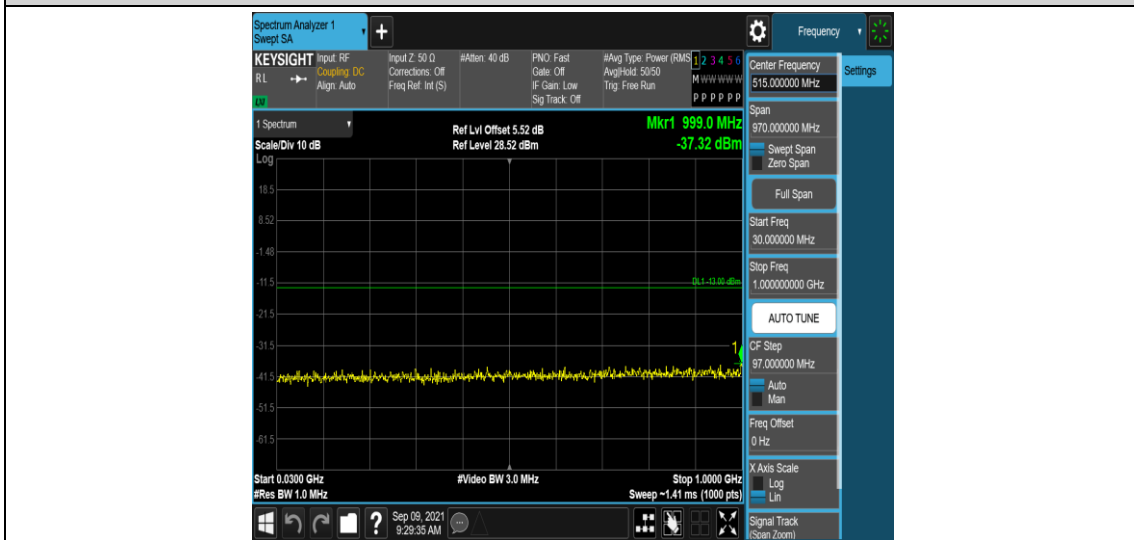 Spectrum Analyzer 1
Swept SA
+
Frequency
KEYSIGHT
RL
LXI
Input: RF
Coupling: DC
Align: Auto
Input Z: 50 Ω
Corrections: Off
Freq Ref: Int (S)
#Atten: 40 dB
PNO: Fast
Gate: Off
IF Gain: Low
Sig Track: Off
#Avg Type: Power (RMS
Avg|Hold: 50/50
Trig: Free Run
1 2 3 4 5 6
M W W W W W
P P P P P P
1 Spectrum
Scale/Div 10 dB
Log
Ref Lvl Offset 5.52 dB
Ref Level 28.52 dBm
Mkr1 999.0 MHz
-37.32 dBm
18.5
8.52
-1.48
-11.5
-21.5
-31.5
-41.5
-51.5
-61.5
DL1 -13.00 dBm
1
Start 0.0300 GHz
#Res BW 1.0 MHz
#Video BW 3.0 MHz
Stop 1.0000 GHz
Sweep ~1.41 ms (1000 pts)
Sep 09, 2021
9:29:35 AM
Center Frequency
515.000000 MHz
Span
970.000000 MHz
Swept Span
Zero Span
Full Span
Start Freq
30.000000 MHz
Stop Freq
1.000000000 GHz
AUTO TUNE
CF Step
97.000000 MHz
Auto
Man
Freq Offset
0 Hz
X Axis Scale
Log
Lin
Signal Track
(Span Zoom)
Settings